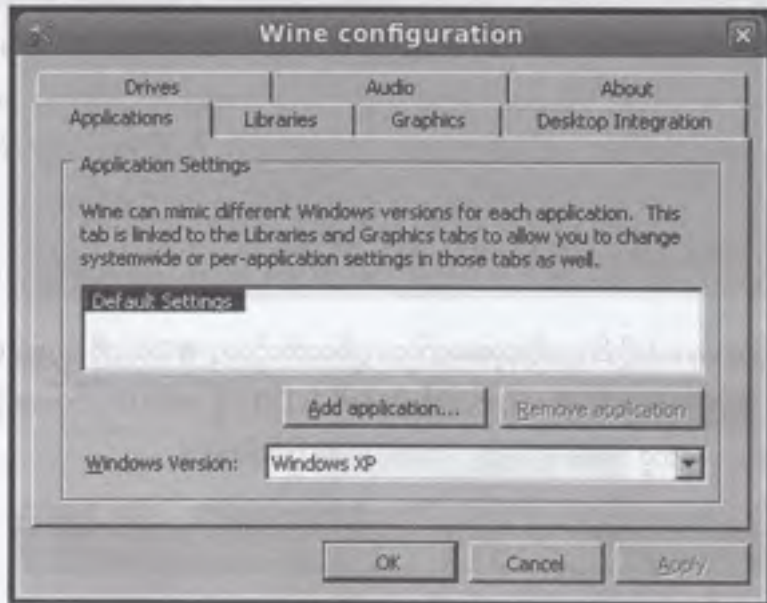 Wine configuration
Drives Audio About
Applications Libraries Graphics Desktop Integration
Application Settings
Wine can mimic different Windows versions for each application. This
tab is linked to the Libraries and Graphics tabs to allow you to change
systemwide or per-application settings in those tabs as well.
Default Settings
Add application... Remove application
Windows Version: Windows XP
OK Cancel Apply